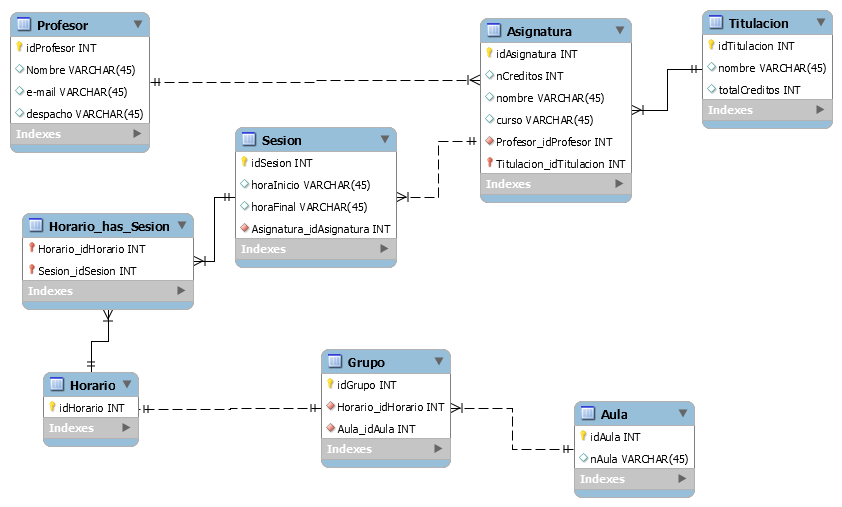 Profesor
idProfesor INT
Nombre VARCHAR(45)
e-mail VARCHAR(45)
despacho VARCHAR(45)
Indexes
Asignatura
idAsignatura INT
nCreditos INT
nombre VARCHAR(45)
curso VARCHAR(45)
Profesor_idProfesor INT
Titulacion_idTitulacion INT
Indexes
Titulacion
idTitulacion INT
nombre VARCHAR(45)
totalCreditos INT
Indexes
Sesion
idSesion INT
horaInicio VARCHAR(45)
horaFinal VARCHAR(45)
Asignatura_idAsignatura INT
Indexes
Horario_has_Sesion
Horario_idHorario INT
Sesion_idSesion INT
Indexes
Horario
idHorario INT
Indexes
Grupo
idGrupo INT
Horario_idHorario INT
Aula_idAula INT
Indexes
Aula
idAula INT
nAula VARCHAR(45)
Indexes